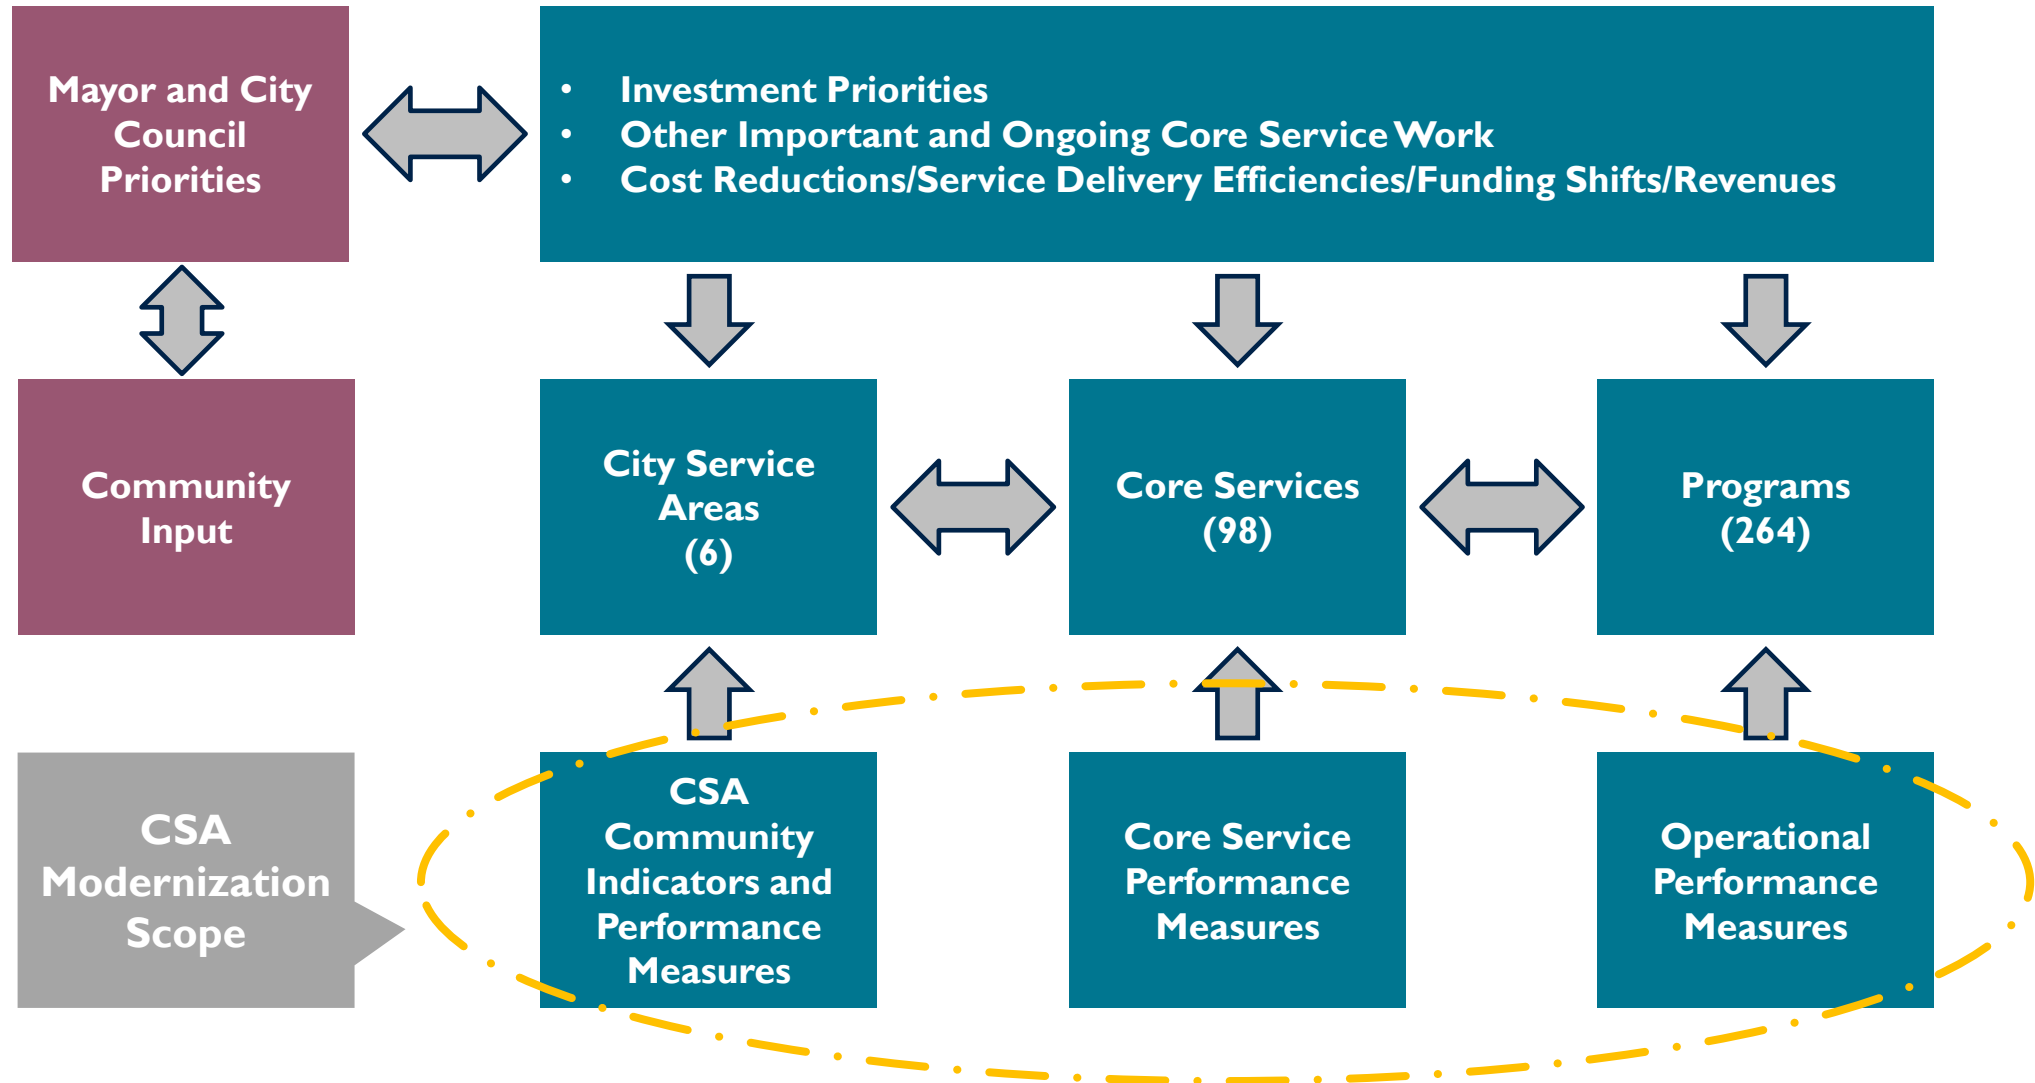 Mayor and City
Council
Priorities
• Investment Priorities
• Other Important and Ongoing Core Service Work
• Cost Reductions/Service Delivery Efficiencies/Funding Shifts/Revenues
Community
Input
City Service
Areas
(6)
Core Services
(98)
Programs
(264)
CSA
Modernization
Scope
CSA
Community
Indicators and
Performance
Measures
Core Service
Performance
Measures
Operational
Performance
Measures